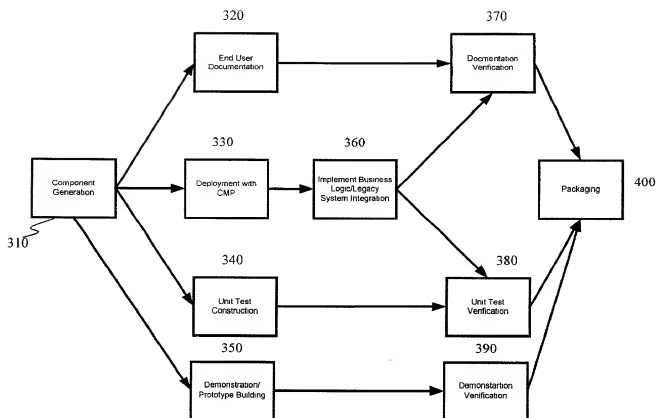 320
370
End User
Documentation
Docmentation
Verification
330
360
Component
Generation
Deployment with
CMP
Implement Business
Logic/Legacy
System Integration
Packaging
400
310
340
380
Unit Test
Construction
Unit Test
Verification
350
390
Demonstration/
Prototype Building
Demonstartion
Verification